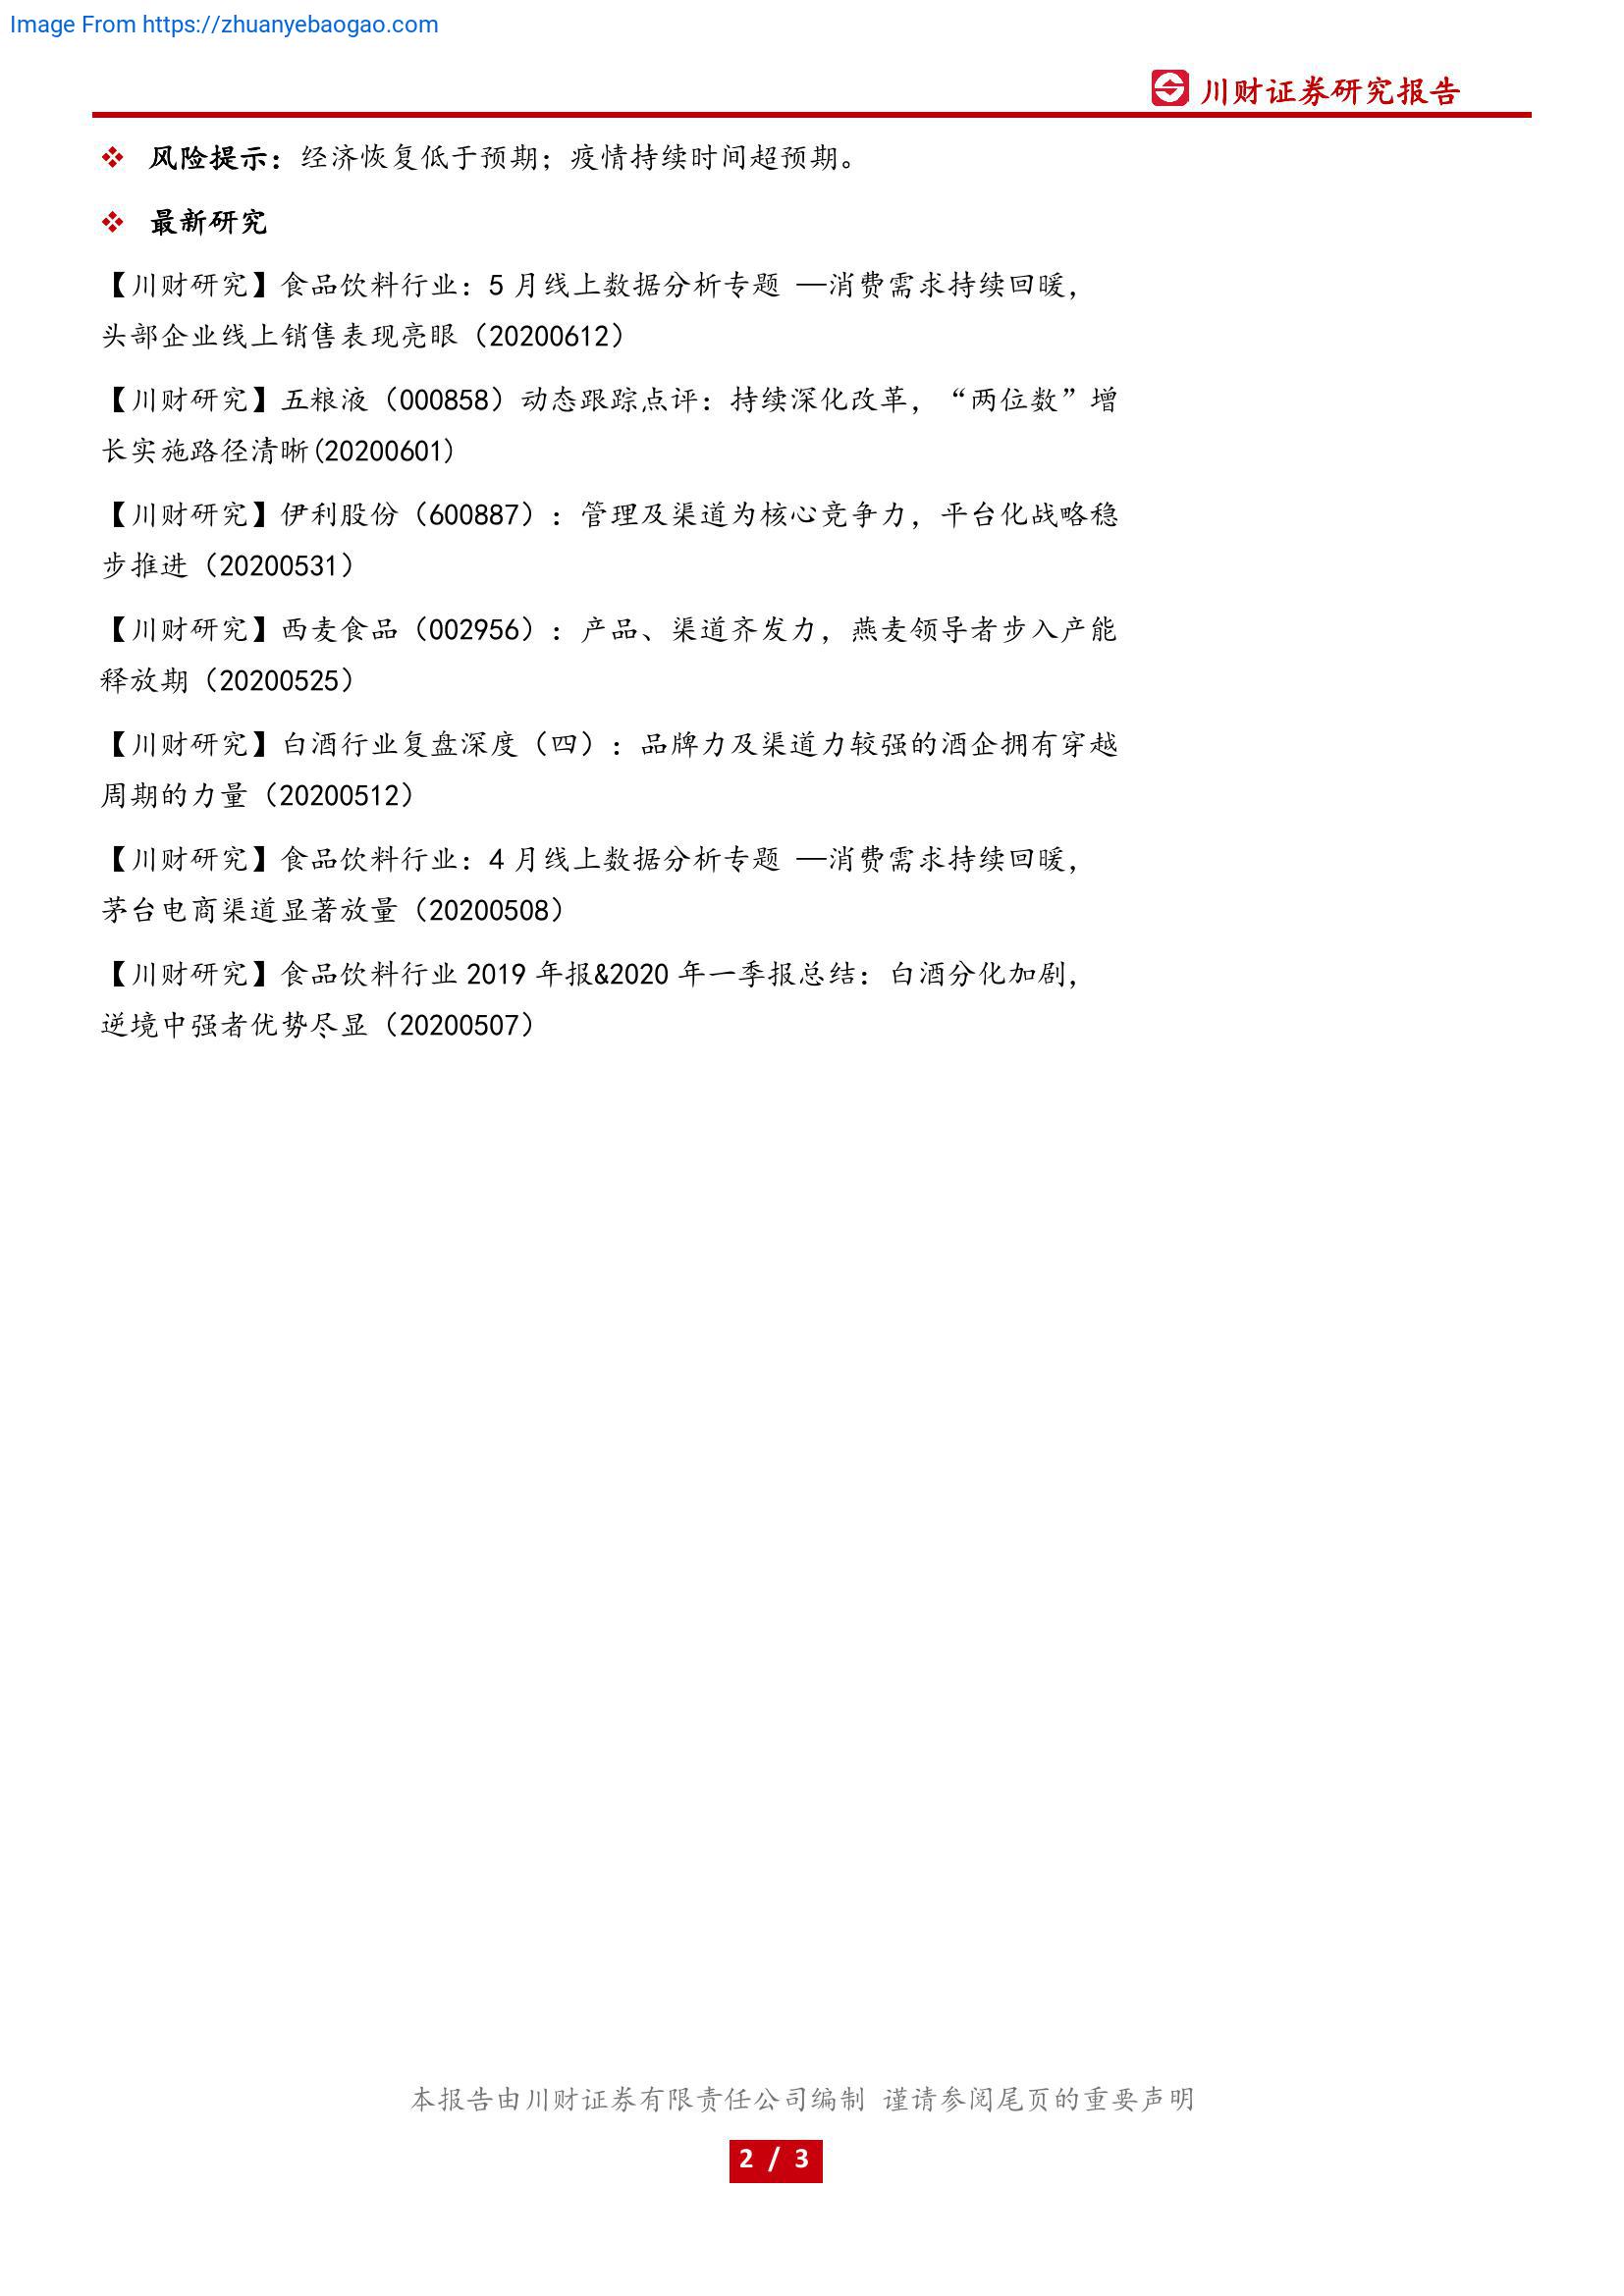 Image From https://zhuanyebaogao.com
川财证券研究报告
❖ 风险提示：经济恢复低于预期；疫情持续时间超预期。
❖ 最新研究
【川财研究】食品饮料行业：5 月线上数据分析专题 —消费需求持续回暖，
头部企业线上销售表现亮眼（20200612）
【川财研究】五粮液（000858）动态跟踪点评：持续深化改革，“两位数”增
长实施路径清晰(20200601)
【川财研究】伊利股份（600887）：管理及渠道为核心竞争力，平台化战略稳
步推进（20200531）
【川财研究】西麦食品（002956）：产品、渠道齐发力，燕麦领导者步入产能
释放期（20200525）
【川财研究】白酒行业复盘深度（四）：品牌力及渠道力较强的酒企拥有穿越
周期的力量（20200512）
【川财研究】食品饮料行业：4 月线上数据分析专题 —消费需求持续回暖，
茅台电商渠道显著放量（20200508）
【川财研究】食品饮料行业 2019 年报&2020 年一季报总结：白酒分化加剧，
逆境中强者优势尽显（20200507）
本报告由川财证券有限责任公司编制 谨请参阅尾页的重要声明
2 / 3